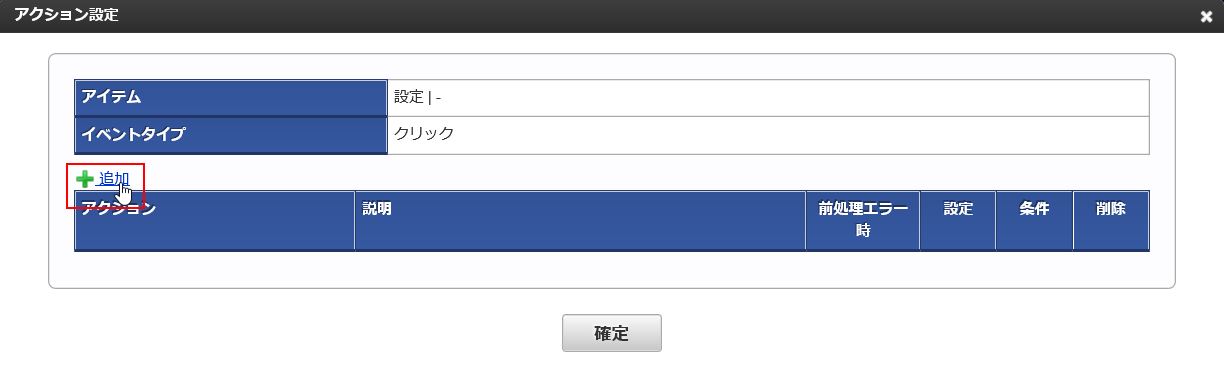 アクション設定
アイテム 設定 | -
イベントタイプ クリック
追加
アクション 説明 前処理エラー時 設定 条件 削除
確定